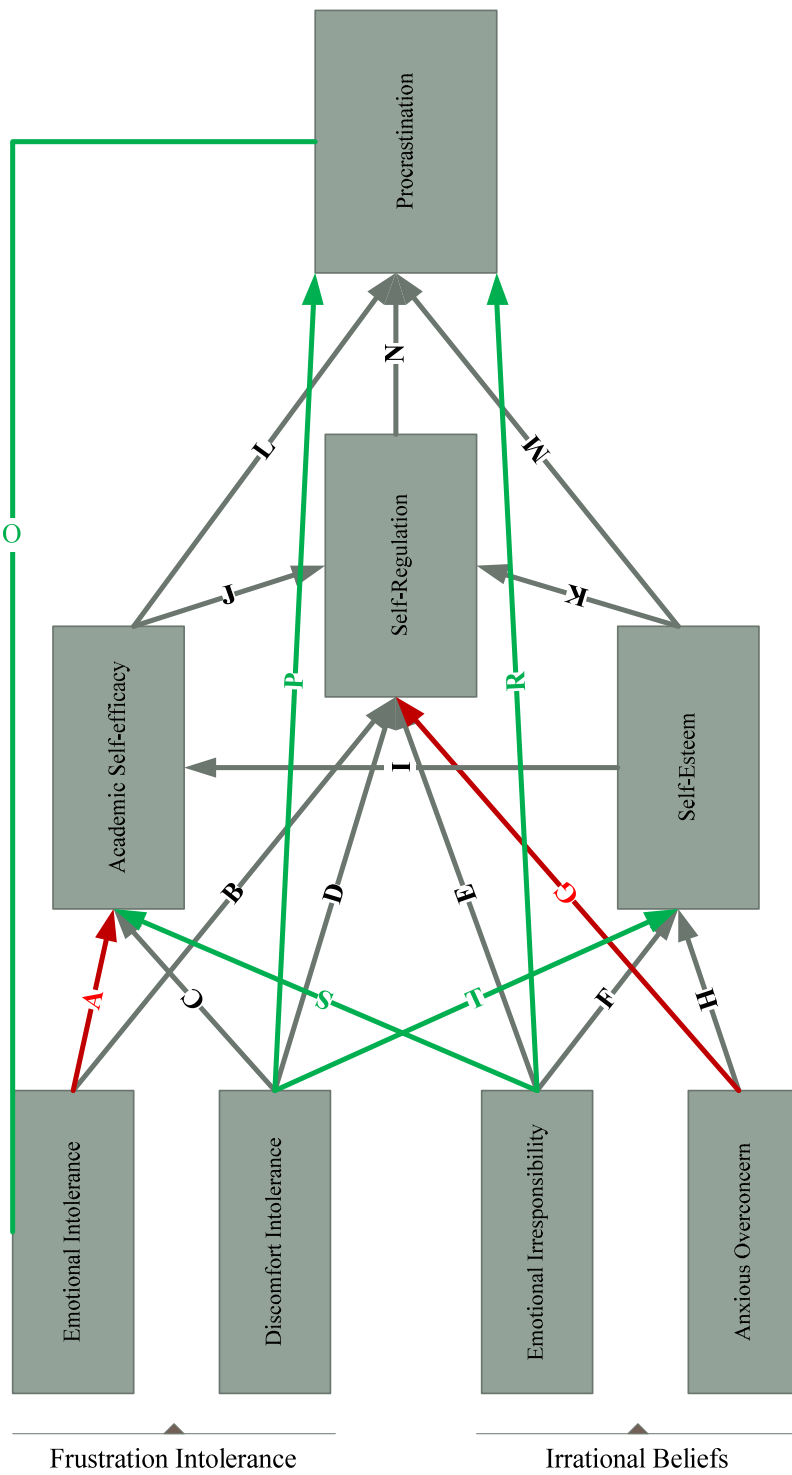 Procrastination
O
L
N
M
J
K
Self-Regulation
Academic Self-efficacy
Self-Esteem
P
R
I
B
D
E
G
A
C
S
T
F
H
Emotional Intolerance
Discomfort Intolerance
Emotional Irresponsibility
Anxious Overconcern
Frustration Intolerance
Irrational Beliefs